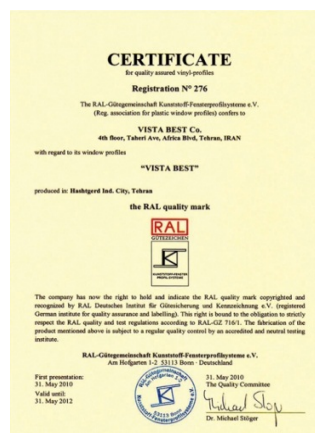 CERTIFICATE
for quality assured vinyl-profiles
Registration Nº 276
The RAL-Gütegemeinschaft Kunststoff-Fensterprofilsysteme e.V.
(Reg. association for plastic window profiles) confers to
VISTA BEST Co.
4th floor, Taheri Ave, Africa Blvd, Tehran, IRAN
with regard to its window profiles
“VISTA BEST”
produced in: Hashtgerd Ind. City, Tehran
the RAL quality mark
RAL
GÜTEZEICHEN
KUNSTSTOFF-FENSTER
PROFILSYSTEME
The company has now the right to hold and indicate the RAL quality mark copyrighted and
recognized by RAL Deutsches Institut für Gütesicherung und Kennzeichnung e.V. (registered
German institute for quality assurance and labelling). This right is bound to the obligation to strictly
respect the RAL quality and test regulations according to RAL-GZ 716/1. The fabrication of the
product mentioned above is subject to a regular quality control by an accredited and neutral testing
institute.
RAL-Gütegemeinschaft Kunststoff-Fensterprofilsysteme e.V.
Am Hofgarten 1-2 53113 Bonn - Deutschland
First presentation:
31. May 2010
Valid until:
31. May 2012
53113 Bonn
31. May 2010
The Quality Committee
Dr. Michael Stöger